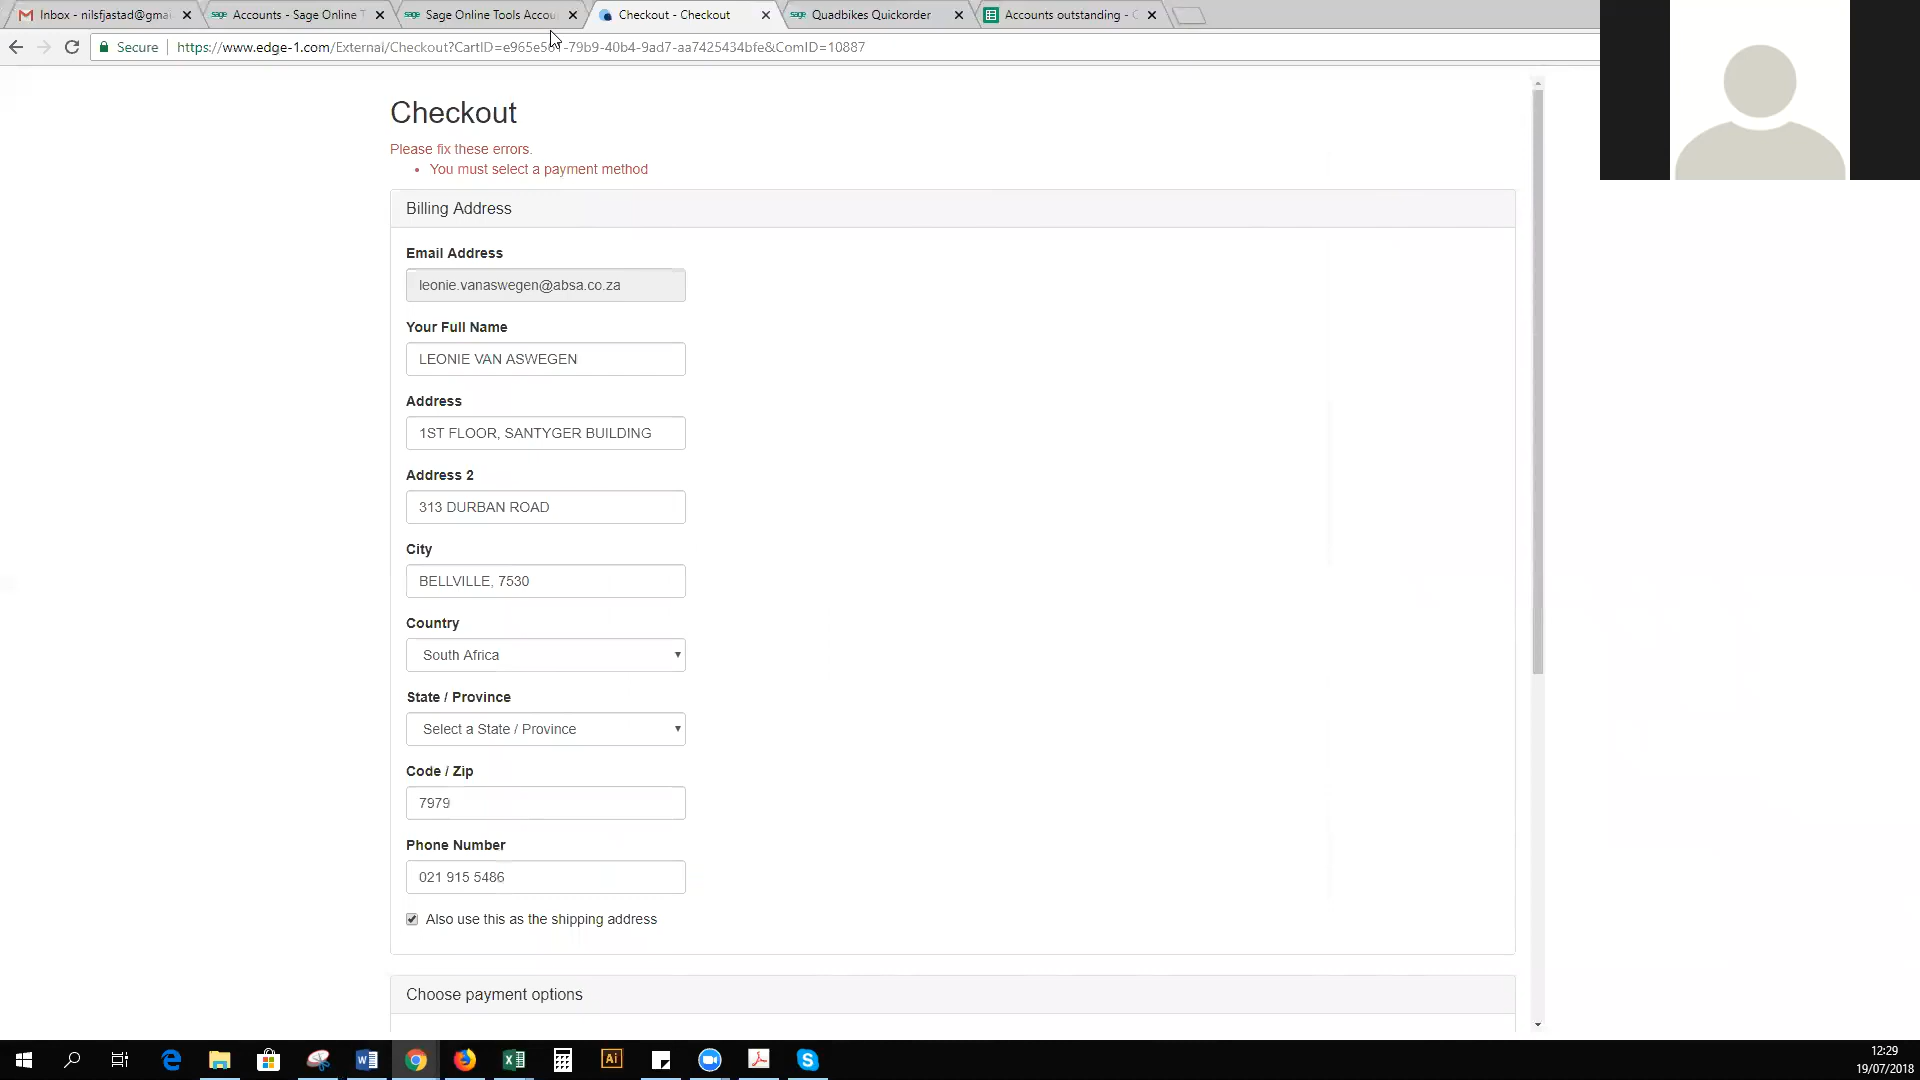 Inbox - nilsfjastad@gma
Accounts - Sage Online T
Sage Online Tools Accou
Checkout - Checkout
Quadbikes Quickorder
Accounts outstanding -
Secure
https://www.edge-1.com/External/Checkout?CartID=e965e561-79b9-40b4-9ad7-aa7425434bfe&ComID=10887
Checkout
Please fix these errors.
You must select a payment method
Billing Address
Email Address
leonie.vanaswegen@absa.co.za
Your Full Name
LEONIE VAN ASWEGEN
Address
1ST FLOOR, SANTYGER BUILDING
Address 2
313 DURBAN ROAD
City
BELLVILLE, 7530
Country
South Africa
State / Province
Select a State / Province
Code / Zip
7979
Phone Number
021 915 5486
Also use this as the shipping address
Choose payment options
Ai
12:29
19/07/2018